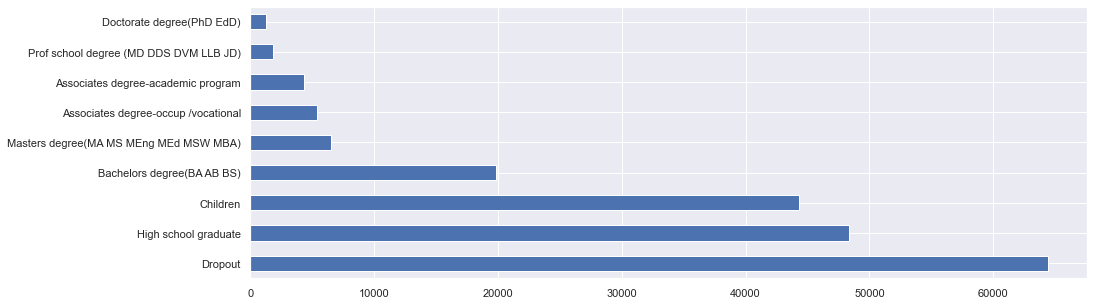 Doctorate degree(PhD EdD)
Prof school degree (MD DDS DVM LLB JD)
Associates degree-academic program
Associates degree-occup /vocational
Masters degree(MA MS MEng MEd MSW MBA)
Bachelors degree(BA AB BS)
Children
High school graduate
Dropout
0 10000 20000 30000 40000 50000 60000